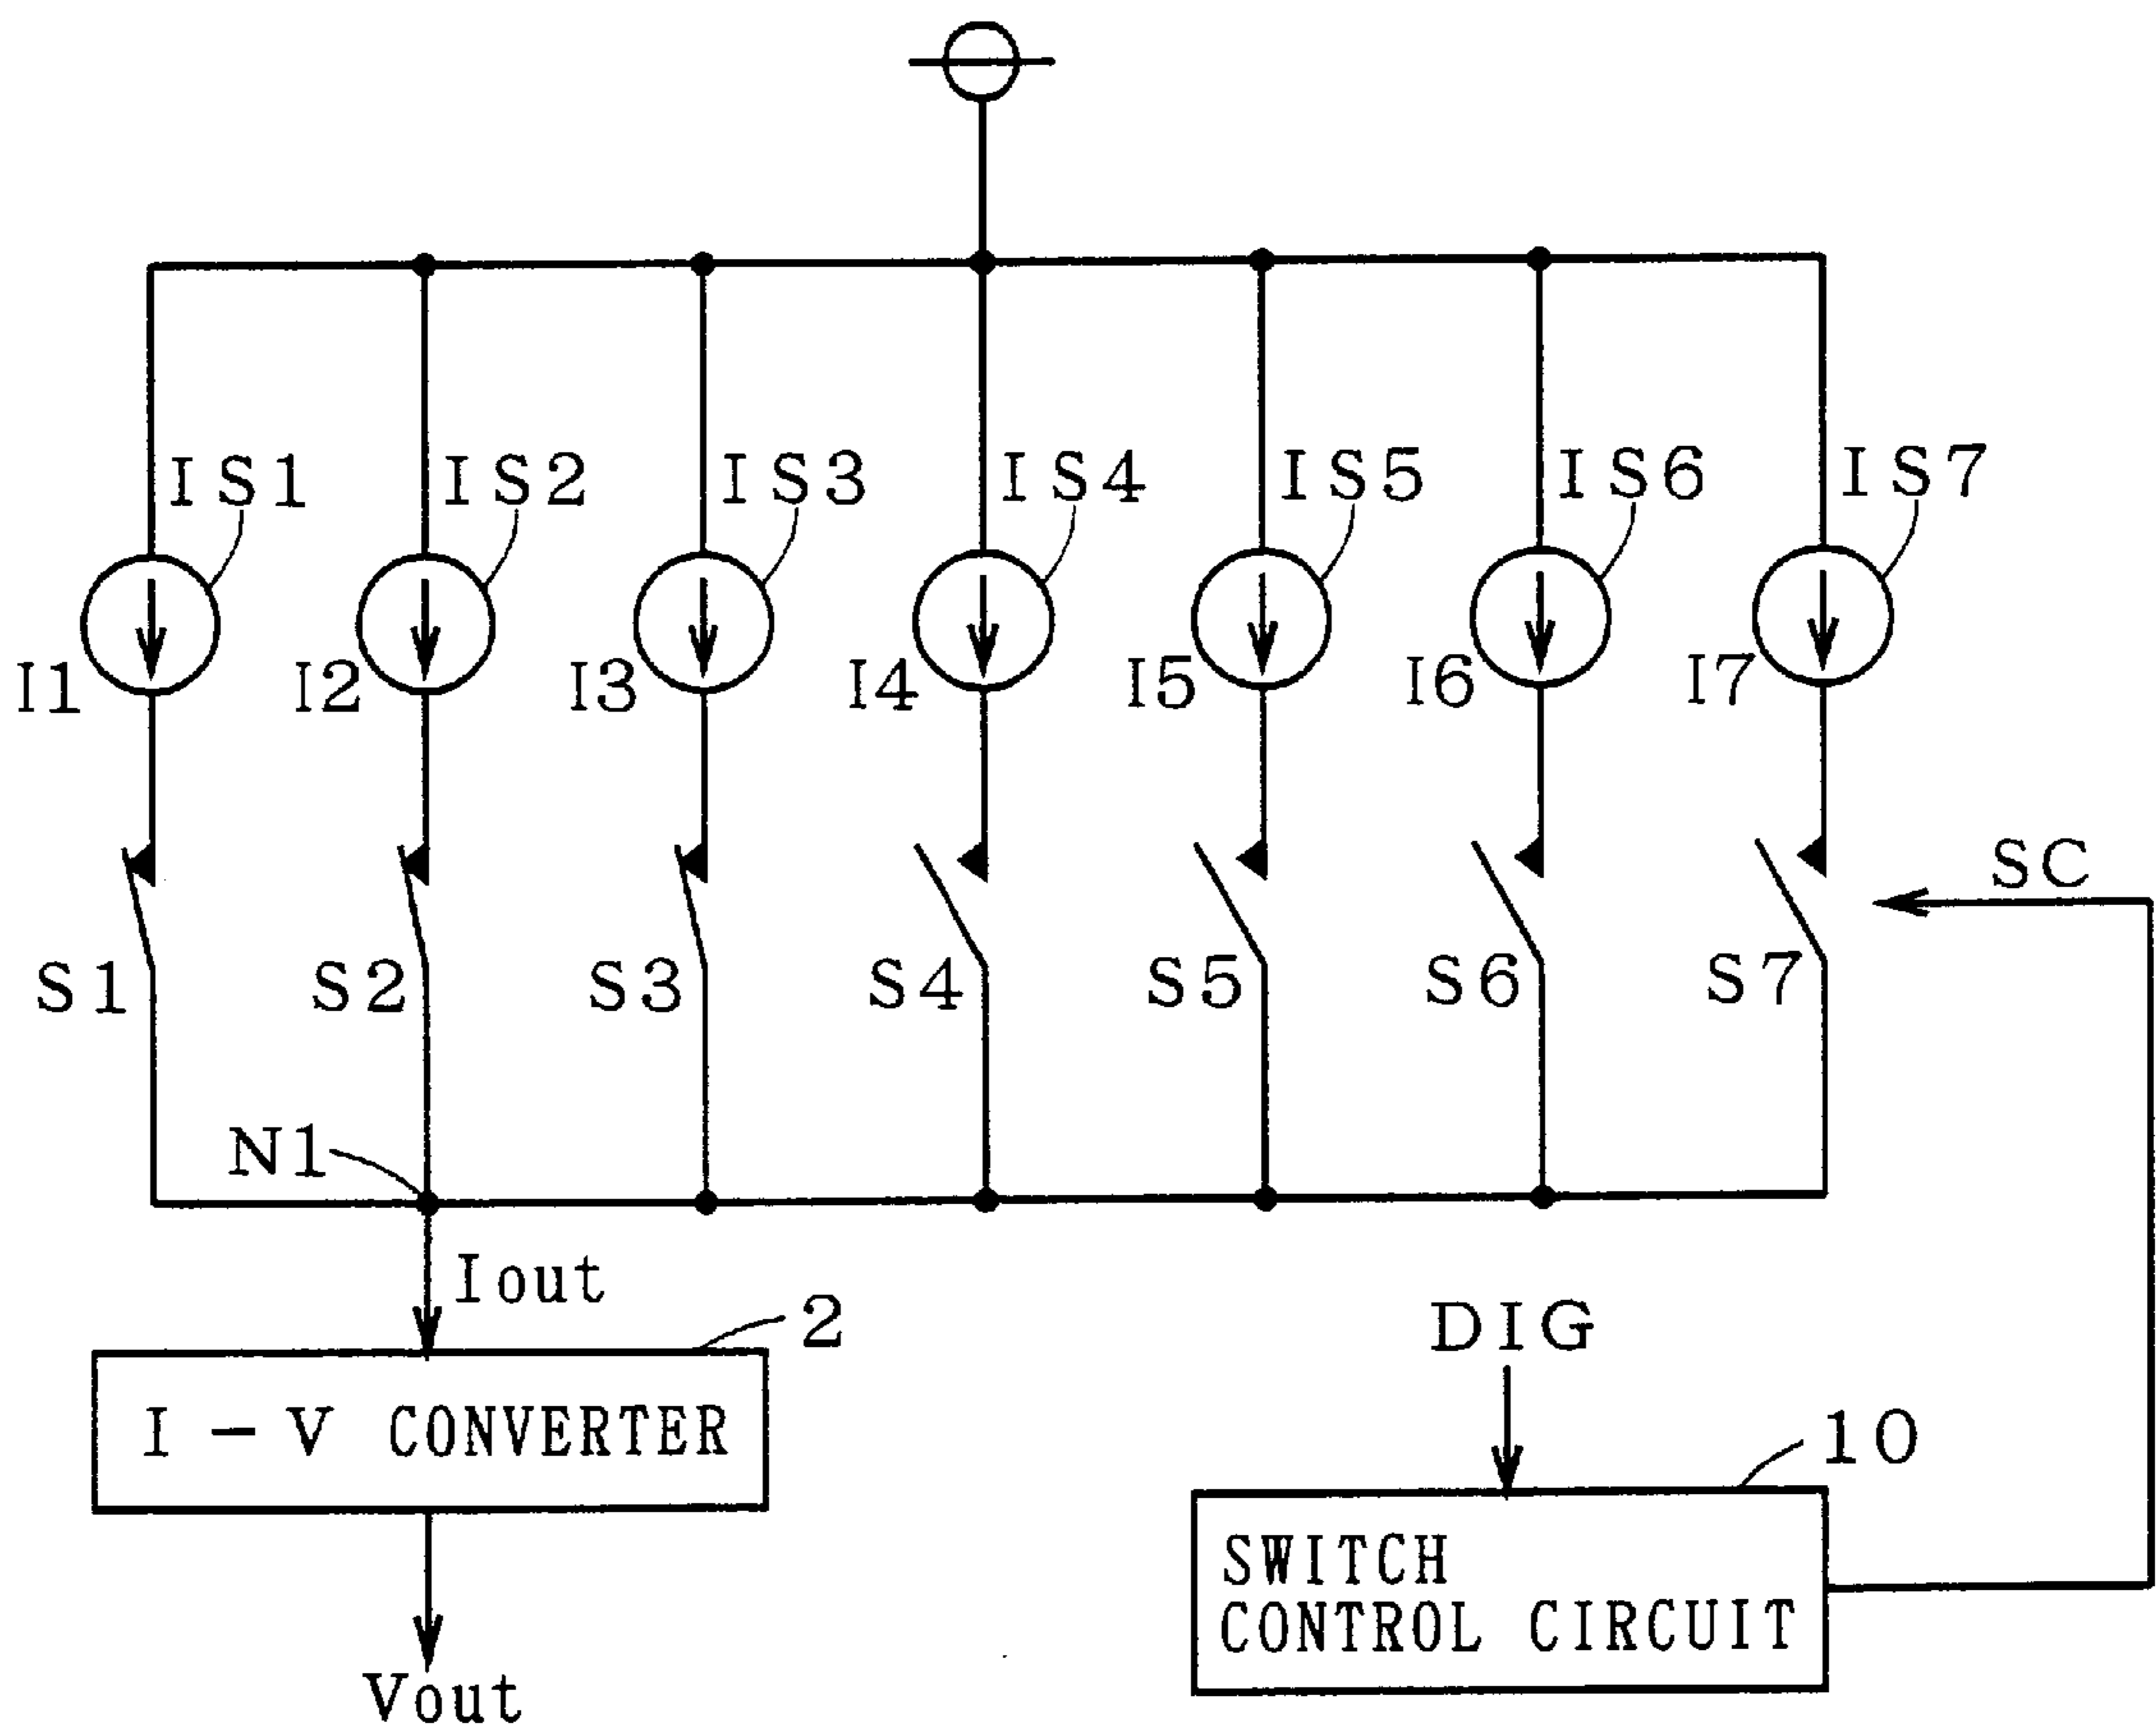 IS1 IS2 IS3 IS4 IS5 IS6 IS7
I1 I2 I3 I4 I5 I6 I7
SC
S1 S2 S3 S4 S5 S6 S7
N1
Iout
2
DIG
I - V CONVERTER
10
SWITCH
CONTROL CIRCUIT
Vout